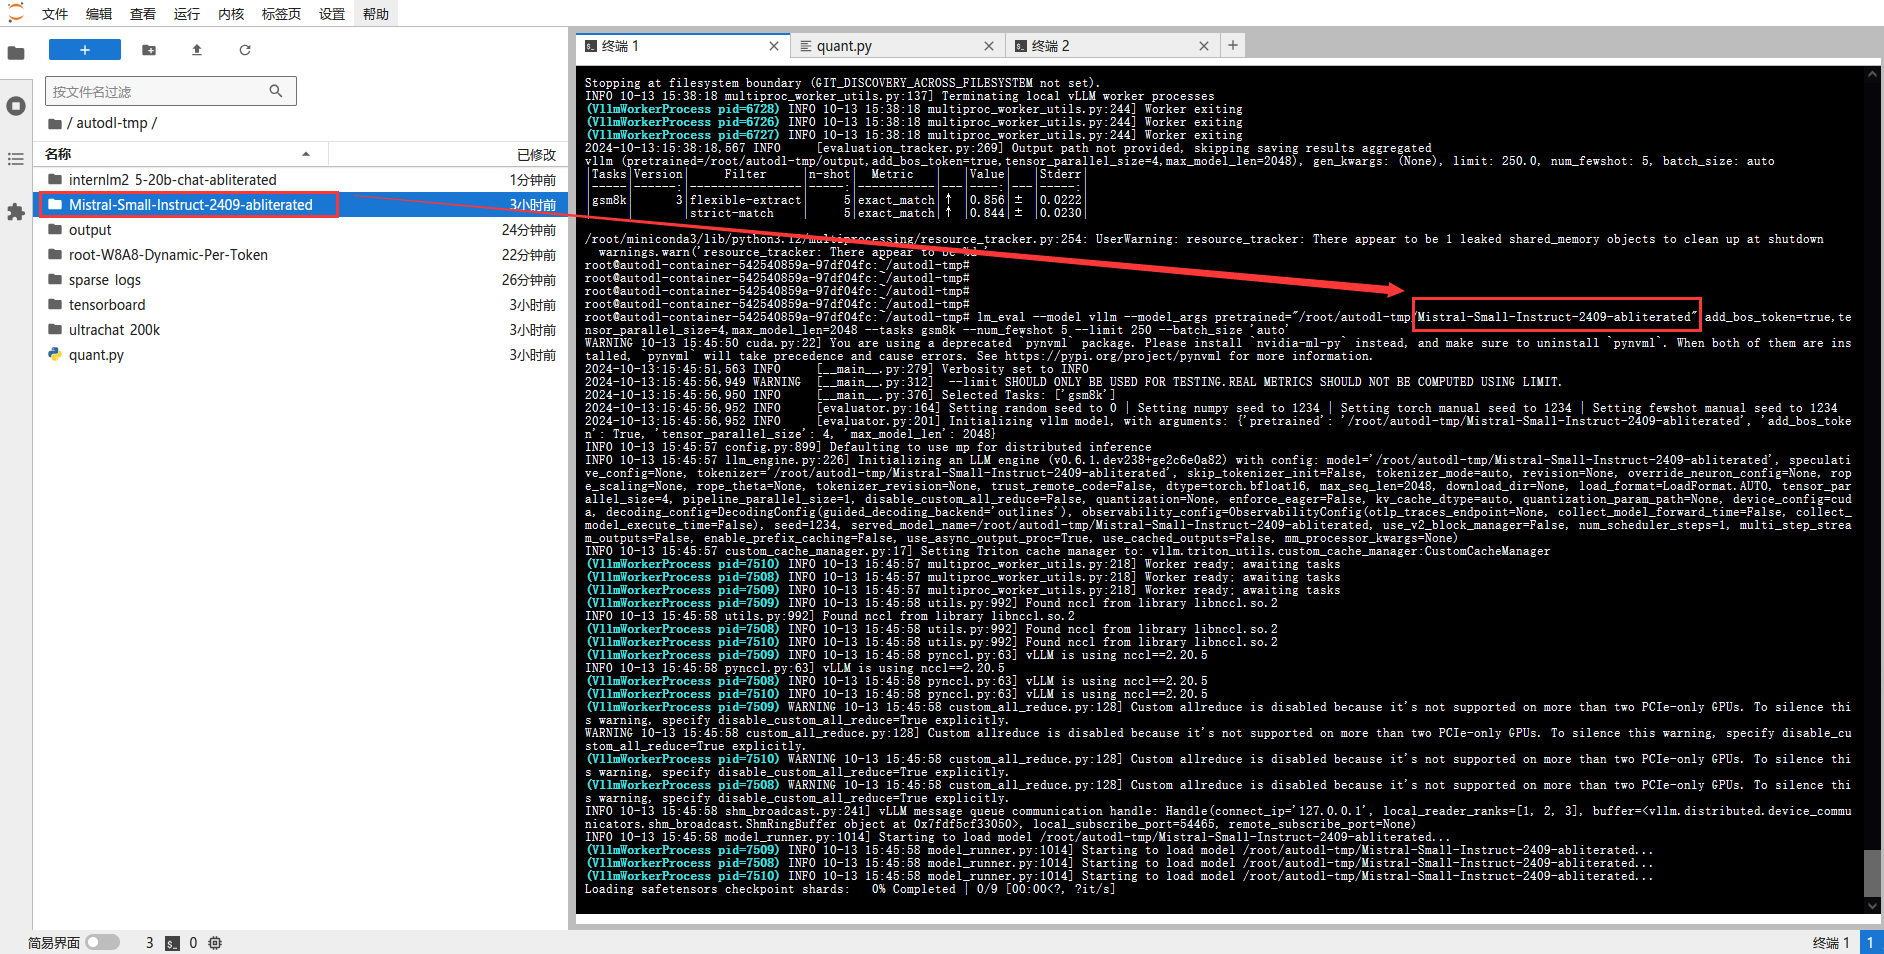 文件 编辑 查看 运行 内核 标签页 设置 帮助
按文件名过滤
/ autodl-tmp /
名称 已修改
internlm2 5-20b-chat-abliterated 1分钟前
Mistral-Small-Instruct-2409-abliterated 3小时前
output 24分钟前
root-W8A8-Dynamic-Per-Token 22分钟前
sparse logs 26分钟前
tensorboard 3小时前
ultrachat 200k 3小时前
quant.py 3小时前
终端 1 quant.py 终端 2
Stopping at filesystem boundary (GIT_DISCOVERY_ACROSS_FILESYSTEM not set).
INFO 10-13 15:38:18 multiproc_worker_utils.py:137] Terminating local vLLM worker processes
(VllmWorkerProcess pid=6728) INFO 10-13 15:38:18 multiproc_worker_utils.py:244] Worker exiting
(VllmWorkerProcess pid=6726) INFO 10-13 15:38:18 multiproc_worker_utils.py:244] Worker exiting
(VllmWorkerProcess pid=6727) INFO 10-13 15:38:18 multiproc_worker_utils.py:244] Worker exiting
2024-10-13:15:38:18,567 INFO     [evaluation_tracker.py:269] Output path not provided, skipping saving results aggregated
vllm (pretrained=/root/autodl-tmp/output,add_bos_token=true,tensor_parallel_size=4,max_model_len=2048), gen_kwargs: (None), limit: 250.0, num_fewshot: 5, batch_size: auto
|Tasks|Version|     Filter     |n-shot|  Metric   |   |Value|   |Stderr|
|-----|------:|----------------|-----:|-----------|---|----:|---|-----:|
|gsm8k|      3|flexible-extract|     5|exact_match|↑  |0.856|±  |0.0222|
|     |       |strict-match    |     5|exact_match|↑  |0.844|±  |0.0230|
/root/miniconda3/lib/python3.12/multiprocessing/resource_tracker.py:254: UserWarning: resource_tracker: There appear to be 1 leaked shared_memory objects to clean up at shutdown
  warnings.warn('resource_tracker: There appear to be %d '
root@autodl-container-542540859a-97df04fc:~/autodl-tmp#
root@autodl-container-542540859a-97df04fc:~/autodl-tmp#
root@autodl-container-542540859a-97df04fc:~/autodl-tmp#
root@autodl-container-542540859a-97df04fc:~/autodl-tmp#
root@autodl-container-542540859a-97df04fc:~/autodl-tmp# lm_eval --model vllm --model_args pretrained="/root/autodl-tmp/Mistral-Small-Instruct-2409-abliterated" add_bos_token=true,te
nsor_parallel_size=4,max_model_len=2048 --tasks gsm8k --num_fewshot 5 --limit 250 --batch_size 'auto'
WARNING 10-13 15:45:50 cuda.py:22] You are using a deprecated `pynvml` package. Please install `nvidia-ml-py` instead, and make sure to uninstall `pynvml`. When both of them are ins
talled, `pynvml` will take precedence and cause errors. See https://pypi.org/project/pynvml for more information.
2024-10-13:15:45:51,563 INFO     [__main__.py:279] Verbosity set to INFO
2024-10-13:15:45:56,949 WARNING  [__main__.py:312]  --limit SHOULD ONLY BE USED FOR TESTING.REAL METRICS SHOULD NOT BE COMPUTED USING LIMIT.
2024-10-13:15:45:56,950 INFO     [__main__.py:376] Selected Tasks: ['gsm8k']
2024-10-13:15:45:56,952 INFO     [evaluator.py:164] Setting random seed to 0 | Setting numpy seed to 1234 | Setting torch manual seed to 1234 | Setting fewshot manual seed to 1234
2024-10-13:15:45:56,952 INFO     [evaluator.py:201] Initializing vllm model, with arguments: {'pretrained': '/root/autodl-tmp/Mistral-Small-Instruct-2409-abliterated', 'add_bos_toke
n': True, 'tensor_parallel_size': 4, 'max_model_len': 2048}
INFO 10-13 15:45:57 config.py:899] Defaulting to use mp for distributed inference
INFO 10-13 15:45:57 llm_engine.py:226] Initializing an LLM engine (v0.6.1.dev238+ge2c6e0a82) with config: model='/root/autodl-tmp/Mistral-Small-Instruct-2409-abliterated', speculati
ve_config=None, tokenizer='/root/autodl-tmp/Mistral-Small-Instruct-2409-abliterated', skip_tokenizer_init=False, tokenizer_mode=auto, revision=None, override_neuron_config=None, rop
e_scaling=None, rope_theta=None, tokenizer_revision=None, trust_remote_code=False, dtype=torch.bfloat16, max_seq_len=2048, download_dir=None, load_format=LoadFormat.AUTO, tensor_par
allel_size=4, pipeline_parallel_size=1, disable_custom_all_reduce=False, quantization=None, enforce_eager=False, kv_cache_dtype=auto, quantization_param_path=None, device_config=cud
a, decoding_config=DecodingConfig(guided_decoding_backend='outlines'), observability_config=ObservabilityConfig(otlp_traces_endpoint=None, collect_model_forward_time=False, collect_
model_execute_time=False), seed=1234, served_model_name=/root/autodl-tmp/Mistral-Small-Instruct-2409-abliterated, use_v2_block_manager=False, num_scheduler_steps=1, multi_step_strea
m_outputs=False, enable_prefix_caching=False, use_async_output_proc=True, use_cached_outputs=False, mm_processor_kwargs=None)
INFO 10-13 15:45:57 custom_cache_manager.py:17] Setting Triton cache manager to: vllm.triton_utils.custom_cache_manager:CustomCacheManager
(VllmWorkerProcess pid=7510) INFO 10-13 15:45:57 multiproc_worker_utils.py:218] Worker ready; awaiting tasks
(VllmWorkerProcess pid=7508) INFO 10-13 15:45:57 multiproc_worker_utils.py:218] Worker ready; awaiting tasks
(VllmWorkerProcess pid=7509) INFO 10-13 15:45:57 multiproc_worker_utils.py:218] Worker ready; awaiting tasks
(VllmWorkerProcess pid=7509) INFO 10-13 15:45:58 utils.py:992] Found nccl from library libnccl.so.2
INFO 10-13 15:45:58 utils.py:992] Found nccl from library libnccl.so.2
(VllmWorkerProcess pid=7508) INFO 10-13 15:45:58 utils.py:992] Found nccl from library libnccl.so.2
(VllmWorkerProcess pid=7510) INFO 10-13 15:45:58 utils.py:992] Found nccl from library libnccl.so.2
(VllmWorkerProcess pid=7509) INFO 10-13 15:45:58 pynccl.py:63] vLLM is using nccl==2.20.5
INFO 10-13 15:45:58 pynccl.py:63] vLLM is using nccl==2.20.5
(VllmWorkerProcess pid=7508) INFO 10-13 15:45:58 pynccl.py:63] vLLM is using nccl==2.20.5
(VllmWorkerProcess pid=7510) INFO 10-13 15:45:58 pynccl.py:63] vLLM is using nccl==2.20.5
(VllmWorkerProcess pid=7509) WARNING 10-13 15:45:58 custom_all_reduce.py:128] Custom allreduce is disabled because it's not supported on more than two PCIe-only GPUs. To silence thi
s warning, specify disable_custom_all_reduce=True explicitly.
WARNING 10-13 15:45:58 custom_all_reduce.py:128] Custom allreduce is disabled because it's not supported on more than two PCIe-only GPUs. To silence this warning, specify disable_cu
stom_all_reduce=True explicitly.
(VllmWorkerProcess pid=7510) WARNING 10-13 15:45:58 custom_all_reduce.py:128] Custom allreduce is disabled because it's not supported on more than two PCIe-only GPUs. To silence thi
s warning, specify disable_custom_all_reduce=True explicitly.
(VllmWorkerProcess pid=7508) WARNING 10-13 15:45:58 custom_all_reduce.py:128] Custom allreduce is disabled because it's not supported on more than two PCIe-only GPUs. To silence thi
s warning, specify disable_custom_all_reduce=True explicitly.
INFO 10-13 15:45:58 shm_broadcast.py:241] vLLM message queue communication handle: Handle(connect_ip='127.0.0.1', local_reader_ranks=[1, 2, 3], buffer=<vllm.distributed.device_commu
nicators.shm_broadcast.ShmRingBuffer object at 0x7fdf5cf33050>, local_subscribe_port=54465, remote_subscribe_port=None)
INFO 10-13 15:45:58 model_runner.py:1014] Starting to load model /root/autodl-tmp/Mistral-Small-Instruct-2409-abliterated...
(VllmWorkerProcess pid=7509) INFO 10-13 15:45:58 model_runner.py:1014] Starting to load model /root/autodl-tmp/Mistral-Small-Instruct-2409-abliterated...
(VllmWorkerProcess pid=7508) INFO 10-13 15:45:58 model_runner.py:1014] Starting to load model /root/autodl-tmp/Mistral-Small-Instruct-2409-abliterated...
(VllmWorkerProcess pid=7510) INFO 10-13 15:45:58 model_runner.py:1014] Starting to load model /root/autodl-tmp/Mistral-Small-Instruct-2409-abliterated...
Loading safetensors checkpoint shards:   0% Completed | 0/9 [00:00<?, ?it/s]
简易界面 3 0 终端 1 1